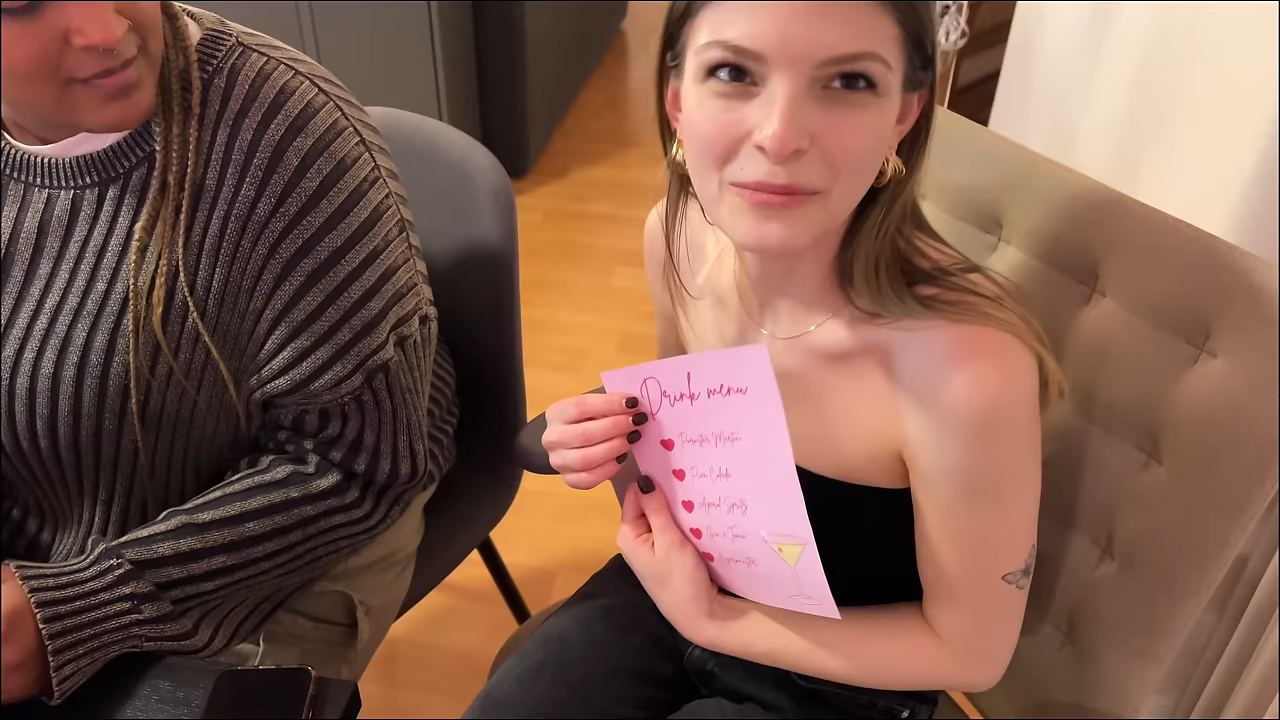 Drink menu
Pornstar Martini
Pina Colada
Aperol Spritz
Gin & Tonic